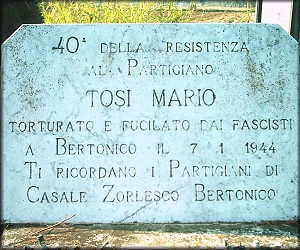 40° DELLA RESISTENZA
AL PARTIGIANO
TOSI MARIO
TORTURATO E FUCILATO DAI FASCISTI
A BERTONICO IL 7 1 1944
TI RICORDANO I PARTIGIANI DI
CASALE ZORLESCO BERTONICO